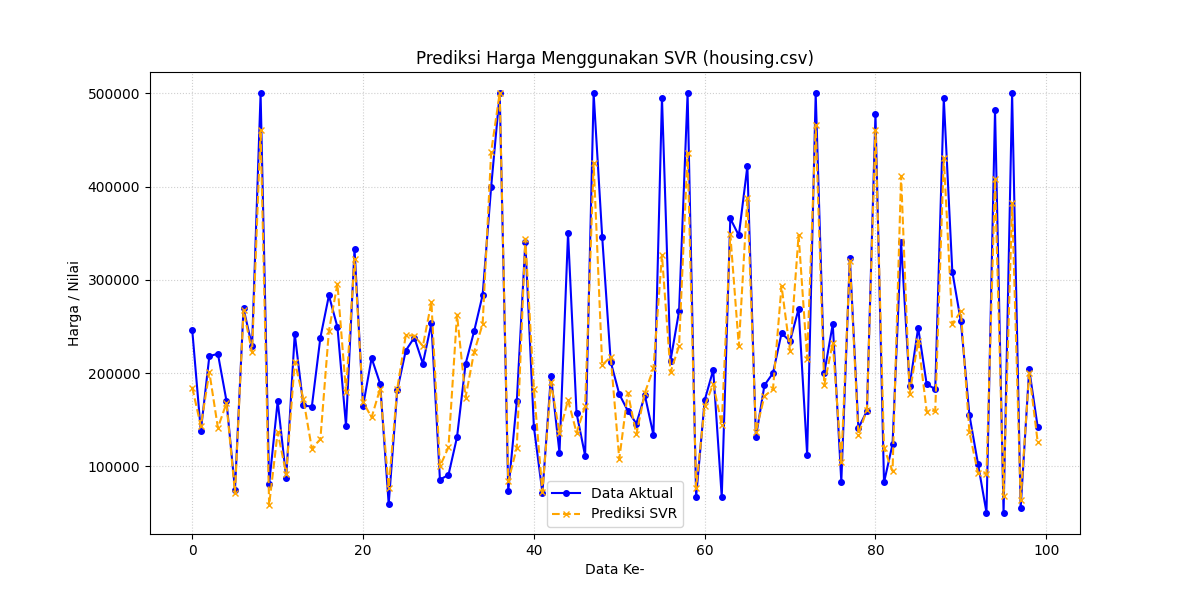 Prediksi Harga Menggunakan SVR (housing.csv)
Harga / Nilai
500000
400000
300000
200000
100000
Data Aktual
Prediksi SVR
0 20 40 60 80 100
Data Ke-